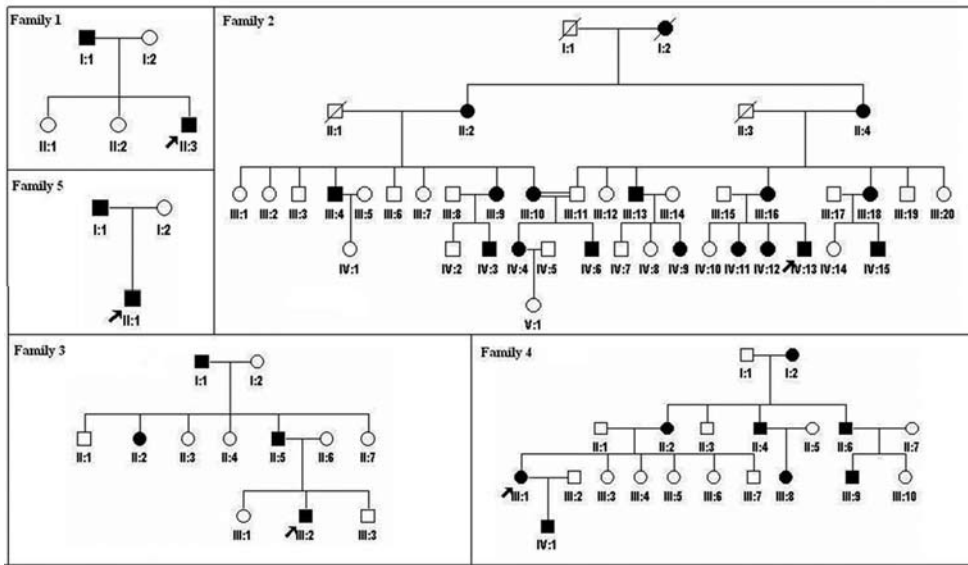 Family 1
I:1 I:2
II:1 II:2 II:3
Family 5
I:1 I:2
II:1
Family 2
I:1 I:2
II:1 II:2 II:3 II:4
III:1 III:2 III:3 III:4 III:5 III:6 III:7 III:8 III:9 III:10 III:11 III:12 III:13 III:14 III:15 III:16 III:17 III:18 III:19 III:20
IV:1 IV:2 IV:3 IV:4 IV:5 IV:6 IV:7 IV:8 IV:9 IV:10 IV:11 IV:12 IV:13 IV:14 IV:15
V:1
Family 3
I:1 I:2
II:1 II:2 II:3 II:4 II:5 II:6 II:7
III:1 III:2 III:3
Family 4
I:1 I:2
II:1 II:2 II:3 II:4 II:5 II:6 II:7
III:1 III:2 III:3 III:4 III:5 III:6 III:7 III:8 III:9 III:10
IV:1